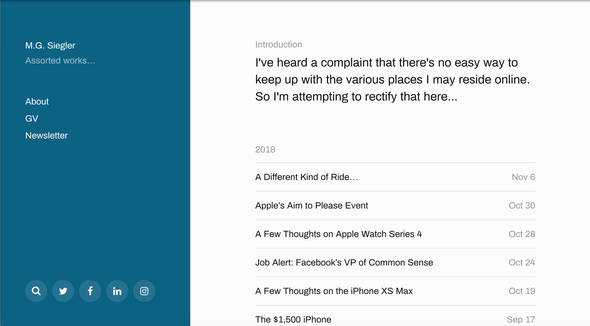 M.G. Siegler
Assorted works...
About
GV
Newsletter
Introduction
I've heard a complaint that there's no easy way to
keep up with the various places I may reside online.
So I'm attempting to rectify that here...
2018
A Different Kind of Ride... Nov 6
Apple's Aim to Please Event Oct 30
A Few Thoughts on Apple Watch Series 4 Oct 28
Job Alert: Facebook's VP of Common Sense Oct 24
A Few Thoughts on the iPhone XS Max Oct 19
The $1,500 iPhone Sep 17